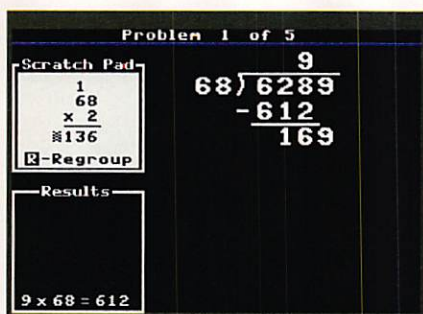 Problem 1 of 5
Scratch Pad
1
68
x 2
136
R-Regroup
Results
9 x 68 = 612
9
68)6289
-612
169